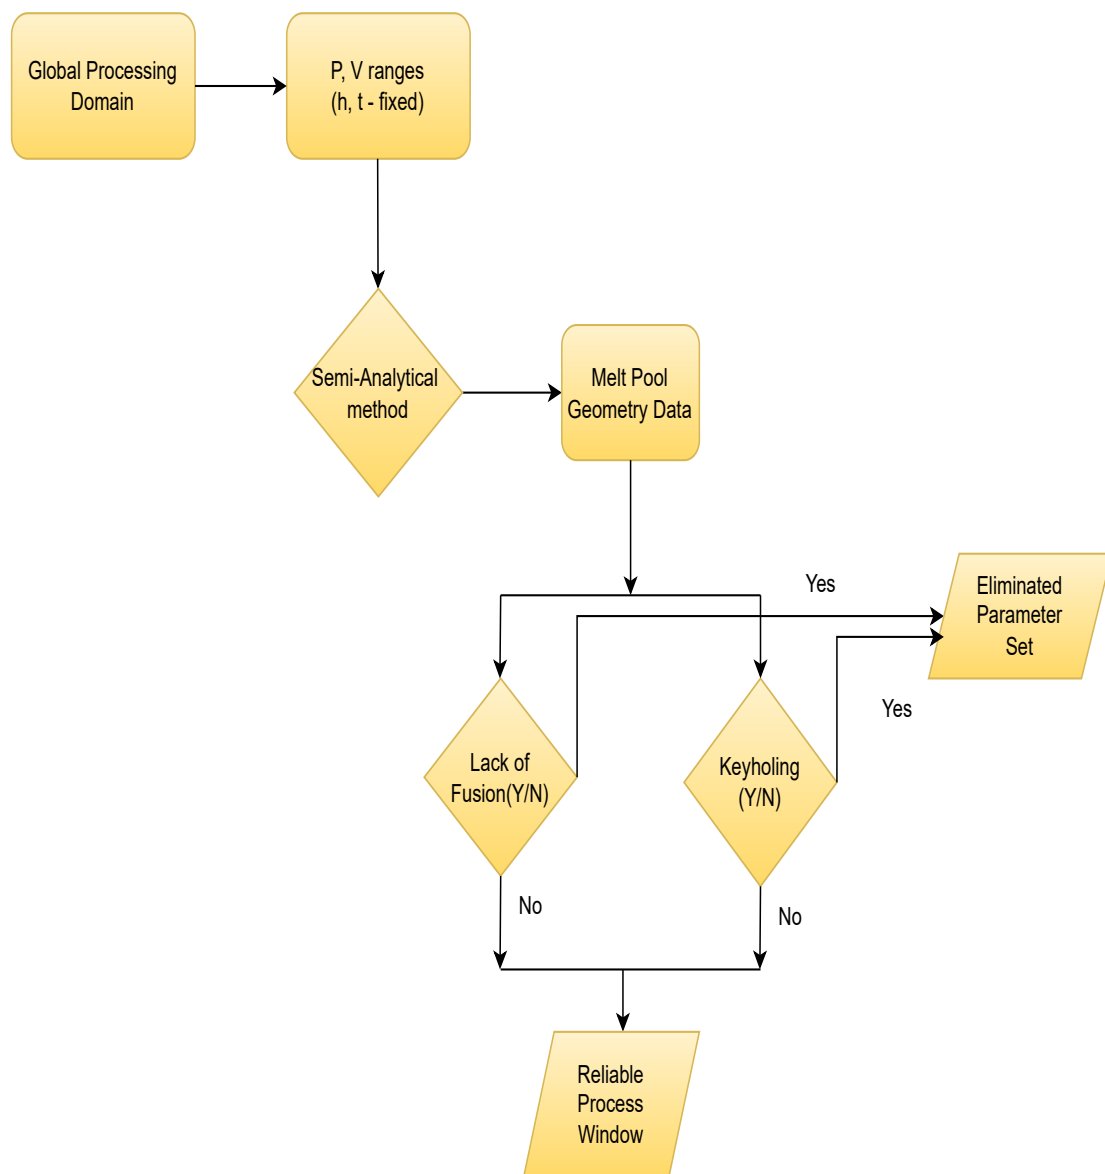 Global Processing
Domain
P, V ranges
(h, t - fixed)
Semi-Analytical
method
Melt Pool
Geometry Data
Yes
Eliminated
Parameter
Set
Yes
Lack of
Fusion(Y/N)
Keyholing
(Y/N)
No
No
Reliable
Process
Window